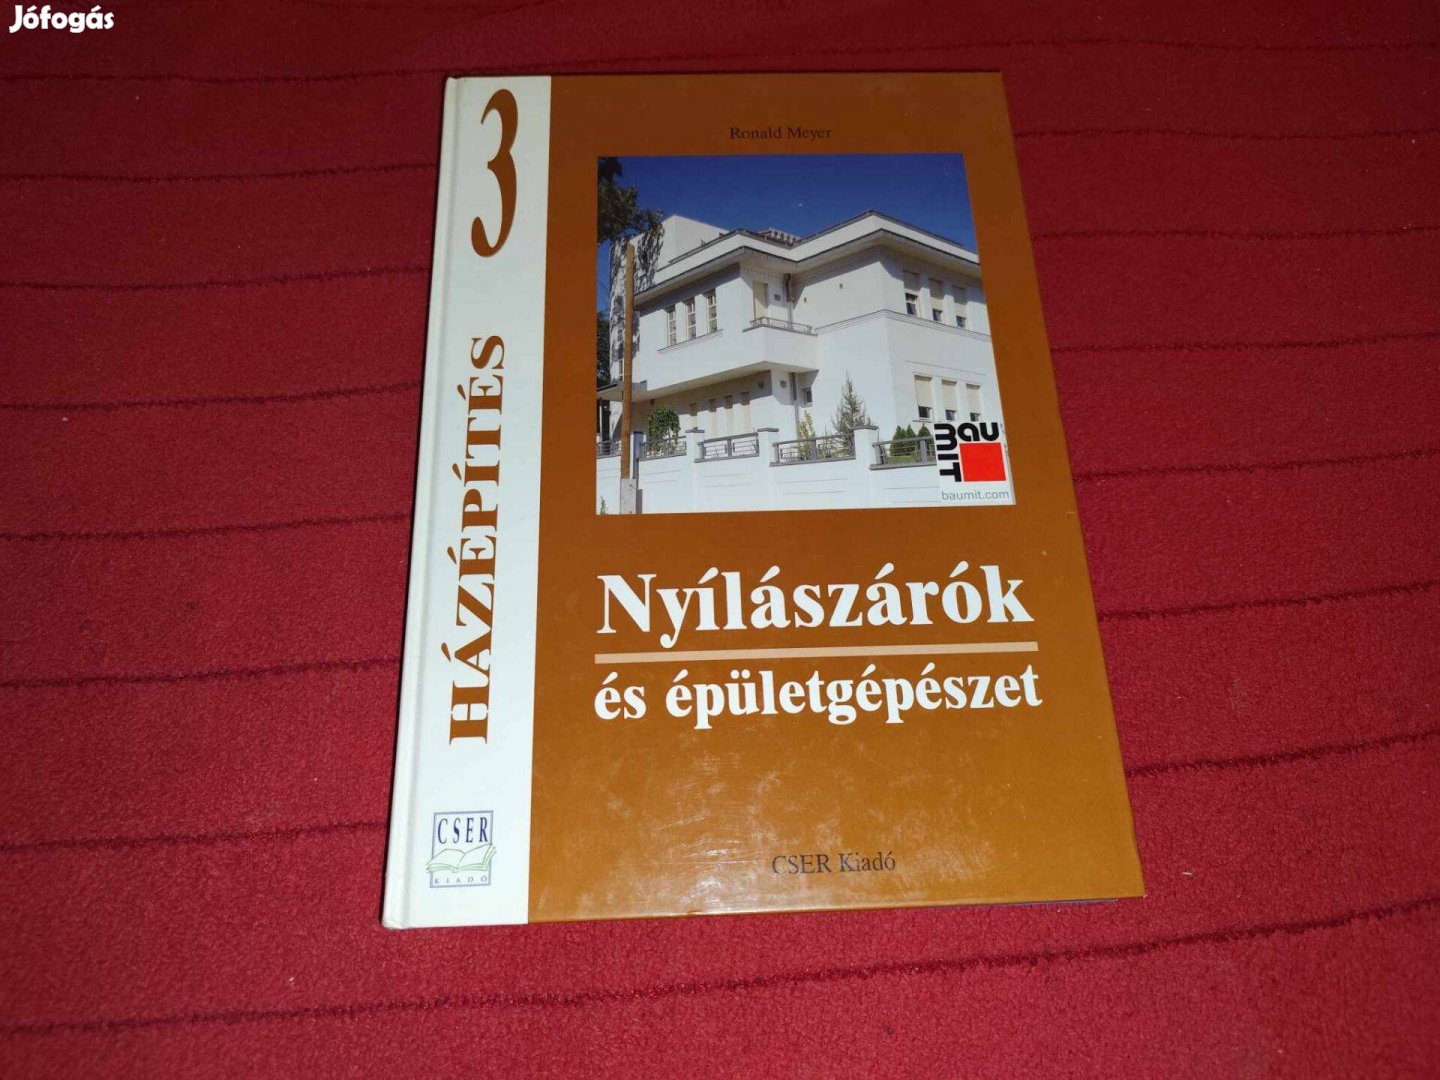 Jófogás
3
HÁZÉPÍTÉS
CSER
KIADÓ
Ronald Meyer
Bau
MIT
baumit.com
Nyílászárók
és épületgépészet
CSER Kiadó